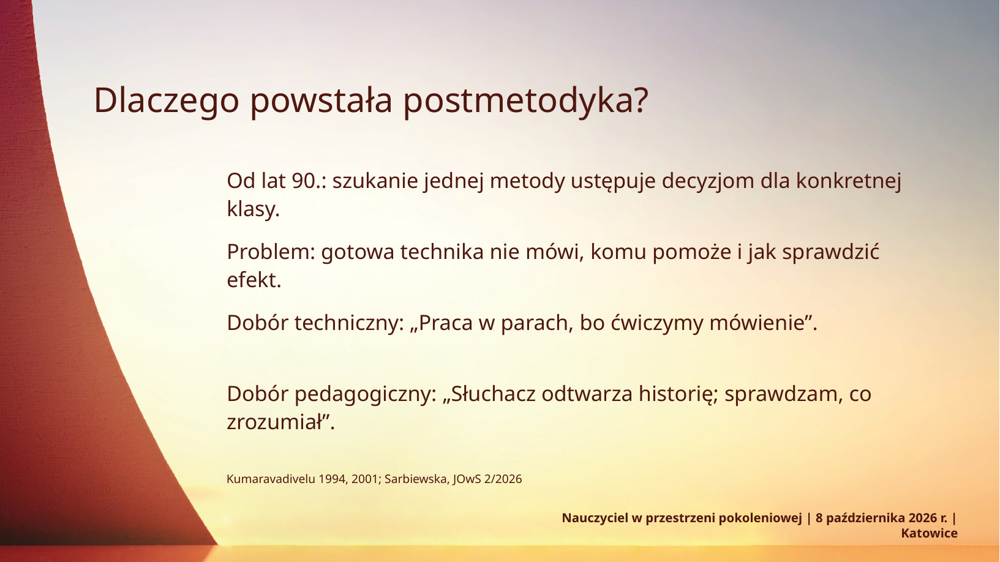 Dlaczego powstała postmetodyka?
Od lat 90.: szukanie jednej metody ustępuje decyzjom dla konkretnej
klasy.
Problem: gotowa technika nie mówi, komu pomoże i jak sprawdzić
efekt.
Dobór techniczny: „Praca w parach, bo ćwiczymy mówienie”.
Dobór pedagogiczny: „Słuchacz odtwarza historię; sprawdzam, co
zrozumiał”.
Kumaravadivelu 1994, 2001; Sarbiewska, JOwS 2/2026
Nauczyciel w przestrzeni pokoleniowej | 8 października 2026 r. |
Katowice